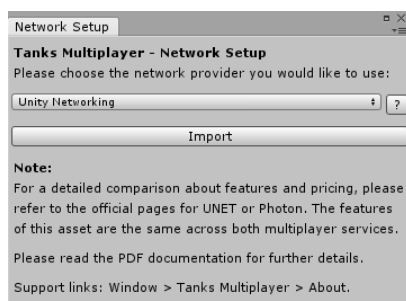 Network Setup
Tanks Multiplayer - Network Setup
Please choose the network provider you would like to use:
Unity Networking
?
Import
Note:
For a detailed comparison about features and pricing, please
refer to the official pages for UNET or Photon. The features
of this asset are the same across both multiplayer services.
Please read the PDF documentation for further details.
Support links: Window > Tanks Multiplayer > About.